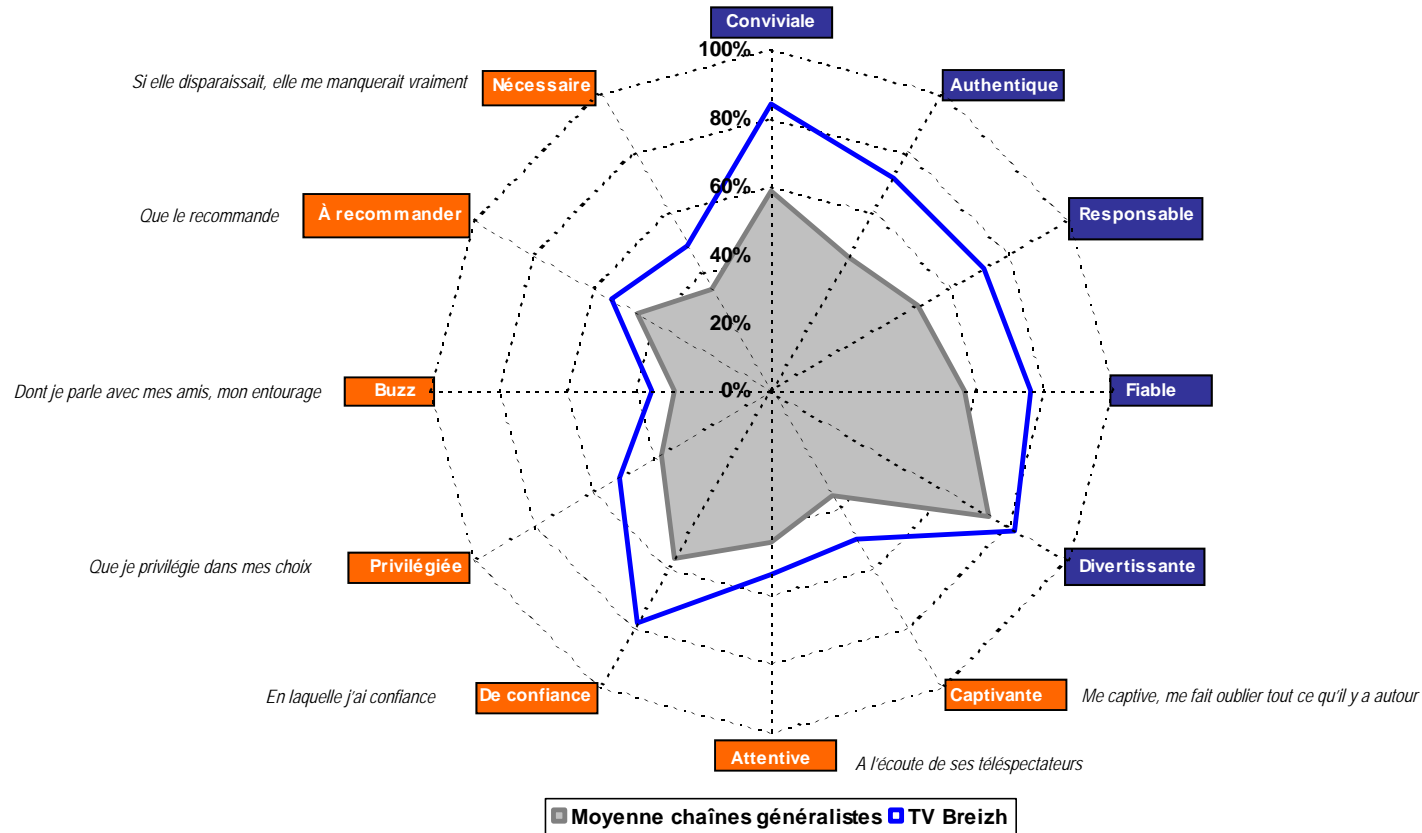 Conviviale
100%
Si elle disparaissait, elle me manquerait vraiment
Nécessaire
Authentique
80%
60%
Que le recommande
À recommander
Responsable
40%
20%
Dont je parle avec mes amis, mon entourage
Buzz
0%
Fiable
Que je privilégie dans mes choix
Privilégiée
Divertissante
En laquelle j'ai confiance
De confiance
Captivante
Me captive, me fait oublier tout ce qu'il y a autour
Attentive
A l'écoute de ses téléspectateurs
Moyenne chaînes généralistes TV Breizh